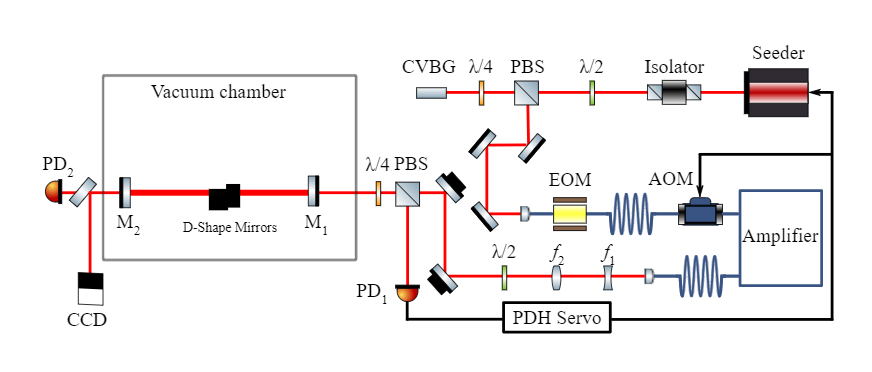 Seeder
CVBG
λ/4
PBS
λ/2
Isolator
Vacuum chamber
PD2
λ/4
PBS
EOM
AOM
M2
D-Shape Mirrors
M1
Amplifier
λ/2
f2
f1
PD1
CCD
PDH Servo